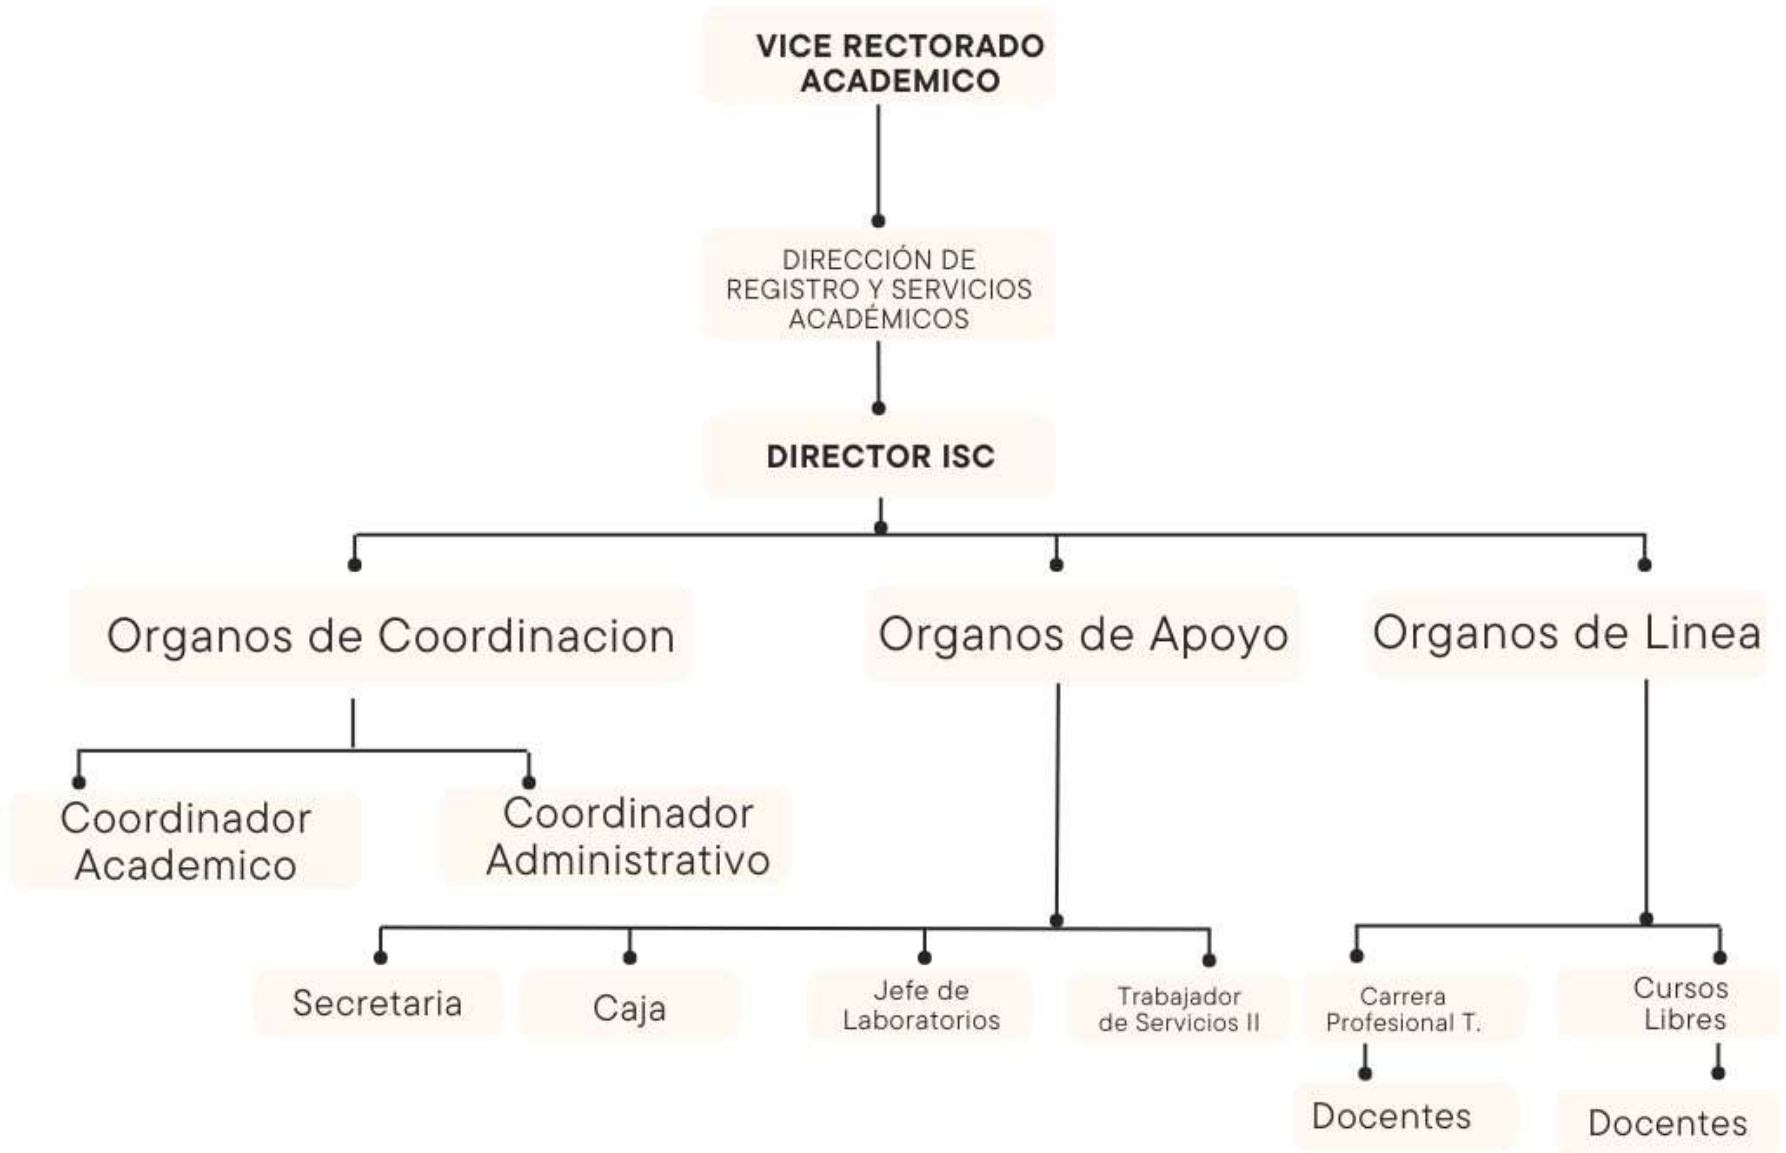 VICE RECTORADO
ACADEMICO
DIRECCIÓN DE
REGISTRO Y SERVICIOS
ACADÉMICOS
DIRECTOR ISC
Organos de Coordinacion
Organos de Apoyo
Organos de Linea
Coordinador
Academico
Coordinador
Administrativo
Secretaria
Caja
Jefe de
Laboratorios
Trabajador
de Servicios II
Carrera
Profesional T.
Cursos
Libres
Docentes
Docentes